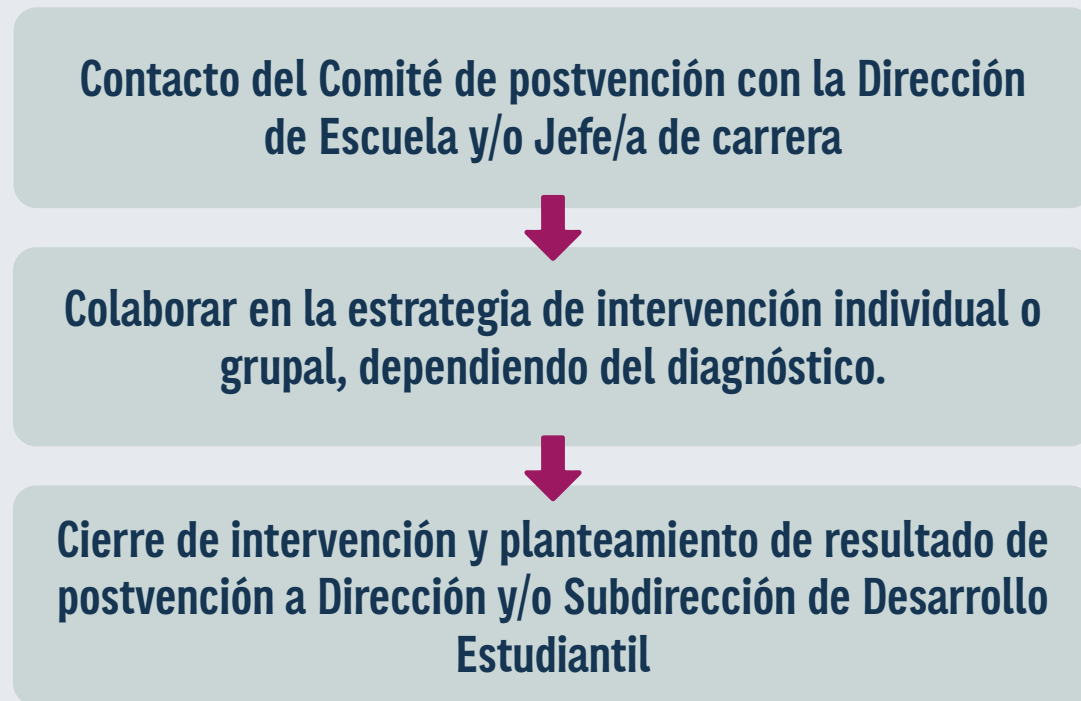 Contacto del Comité de postvención con la Dirección
de Escuela y/o Jefe/a de carrera
Colaborar en la estrategia de intervención individual o
grupal, dependiendo del diagnóstico.
Cierre de intervención y planteamiento de resultado de
postvención a Dirección y/o Subdirección de Desarrollo
Estudiantil